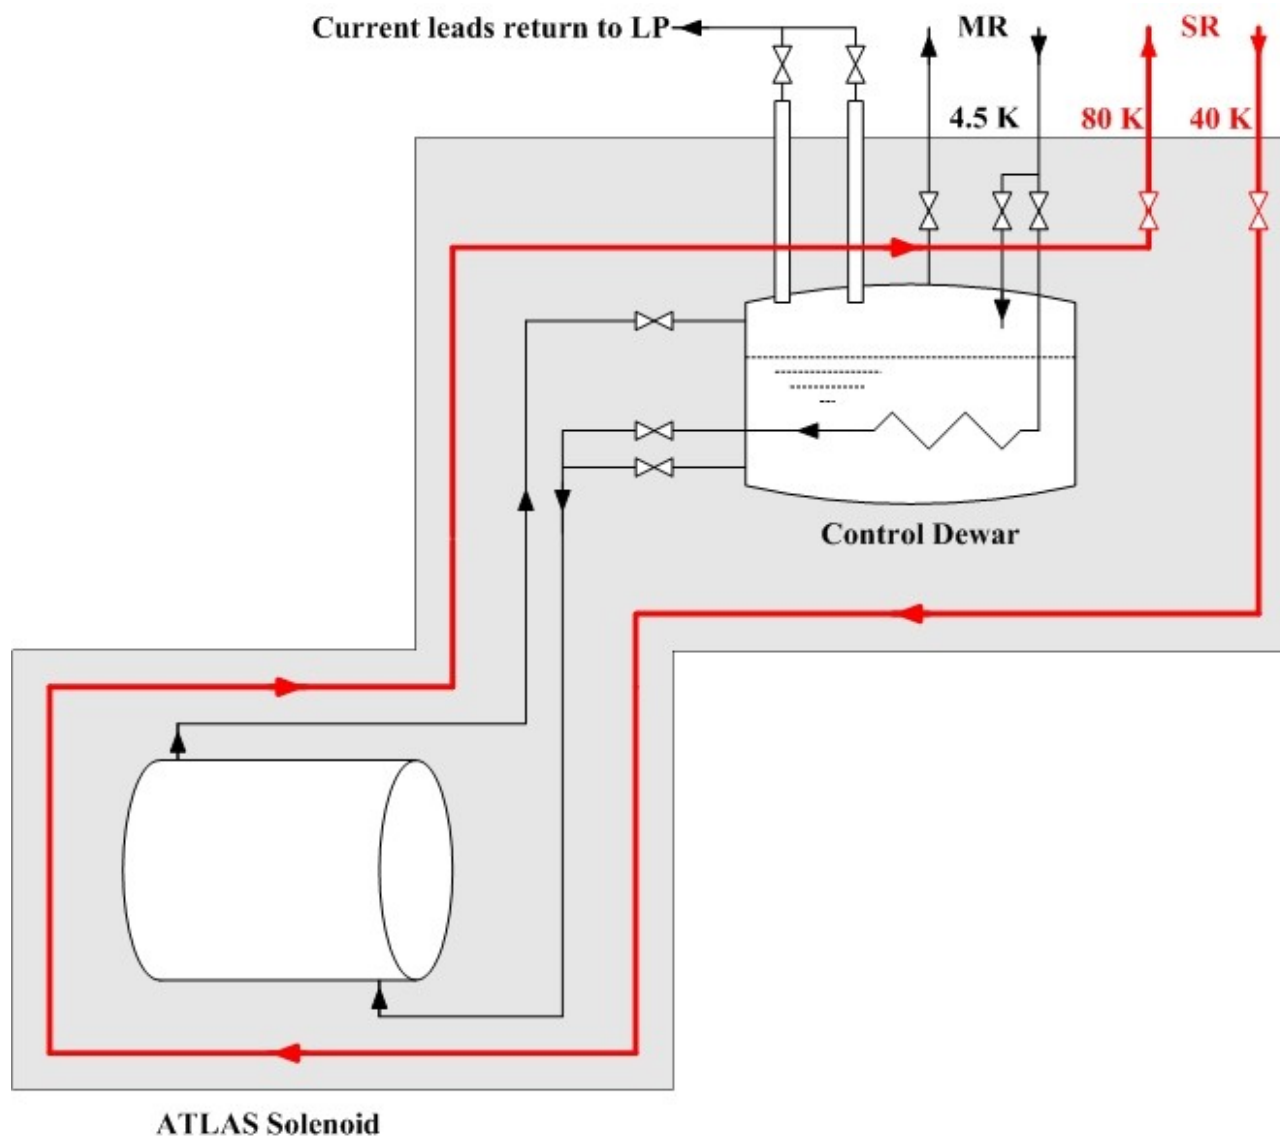 Current leads return to LP
MR
SR
4.5 K
80 K
40 K
Control Dewar
ATLAS Solenoid